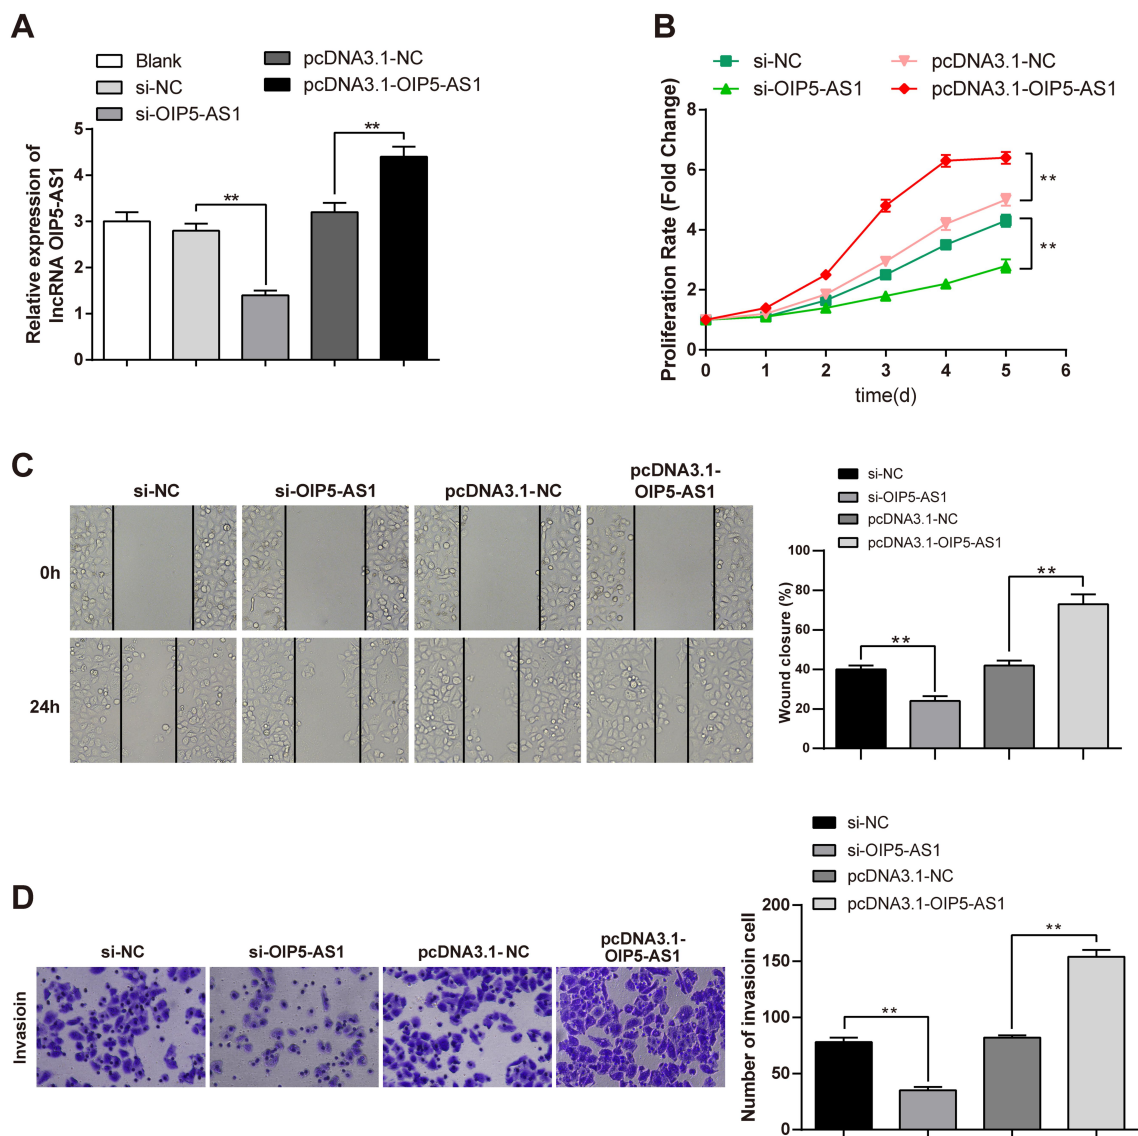 A
Blank
si-NC
si-OIP5-AS1
pcDNA3.1-NC
pcDNA3.1-OIP5-AS1
Relative expression of
lncRNA OIP5-AS1
5
4
3
2
1
0
**
**
B
si-NC
si-OIP5-AS1
pcDNA3.1-NC
pcDNA3.1-OIP5-AS1
Proliferation Rate (Fold Change)
8
6
4
2
0
0 1 2 3 4 5 6
time(d)
**
**
C
si-NC
si-OIP5-AS1
pcDNA3.1-NC
pcDNA3.1-
OIP5-AS1
0h
24h
si-NC
si-OIP5-AS1
pcDNA3.1-NC
pcDNA3.1-OIP5-AS1
Wound closure (%)
100
80
60
40
20
0
**
**
D
si-NC
si-OIP5-AS1
pcDNA3.1- NC
pcDNA3.1-
OIP5-AS1
Invasioin
si-NC
si-OIP5-AS1
pcDNA3.1-NC
pcDNA3.1-OIP5-AS1
Number of invasioin cell
200
150
100
50
0
**
**